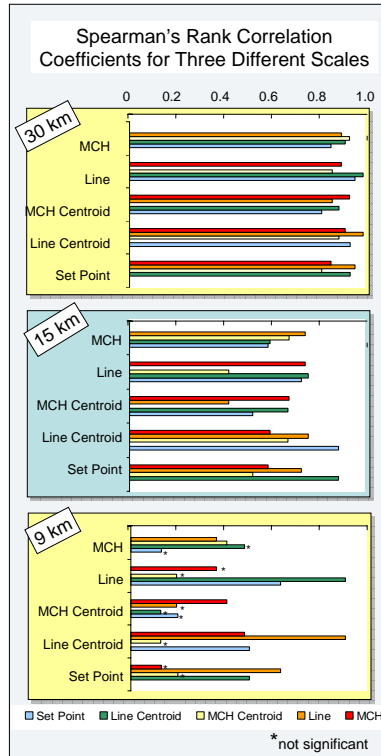 Spearman's Rank Correlation
Coefficients for Three Different Scales
0 0.2 0.4 0.6 0.8 1.0
30 km
MCH
Line
MCH Centroid
Line Centroid
Set Point
15 km
MCH
Line
MCH Centroid
Line Centroid
Set Point
9 km
MCH
*
*
Line
*
*
MCH Centroid
*
*
*
Line Centroid
*
Set Point
*
*
Set Point Line Centroid MCH Centroid Line MCH
*not significant